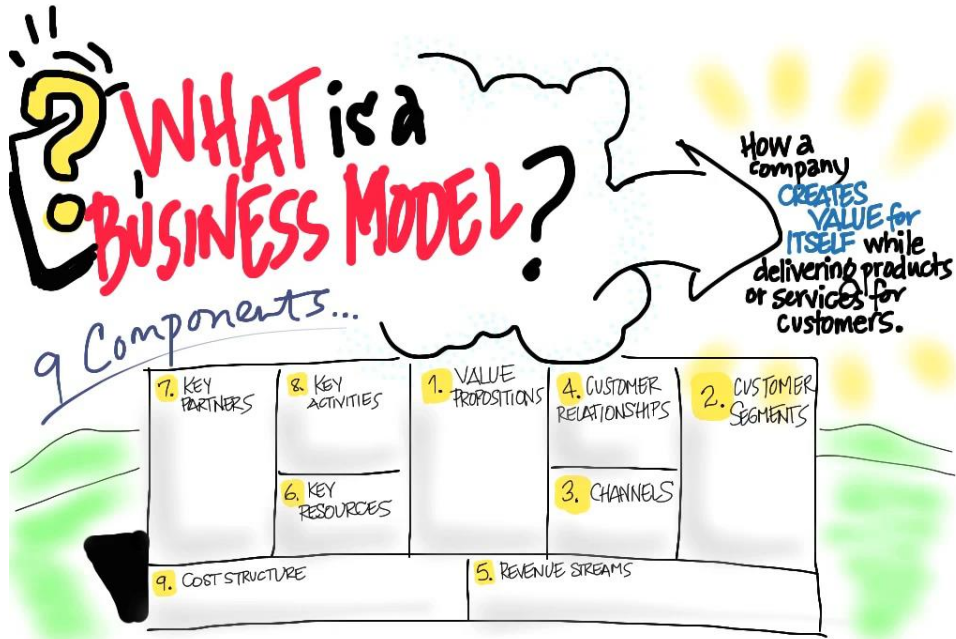 ?
WHAT is a
BUSINESS MODEL?
How a
company
CREATES
VALUE for
ITSELF while
delivering products
or services for
customers.
9 Components...
7. KEY
PARTNERS
8. KEY
ACTIVITIES
1. VALUE
PROPOSITIONS
4. CUSTOMER
RELATIONSHIPS
2. CUSTOMER
SEGMENTS
6. KEY
RESOURCES
3. CHANNELS
9. COST STRUCTURE
5. REVENUE STREAMS